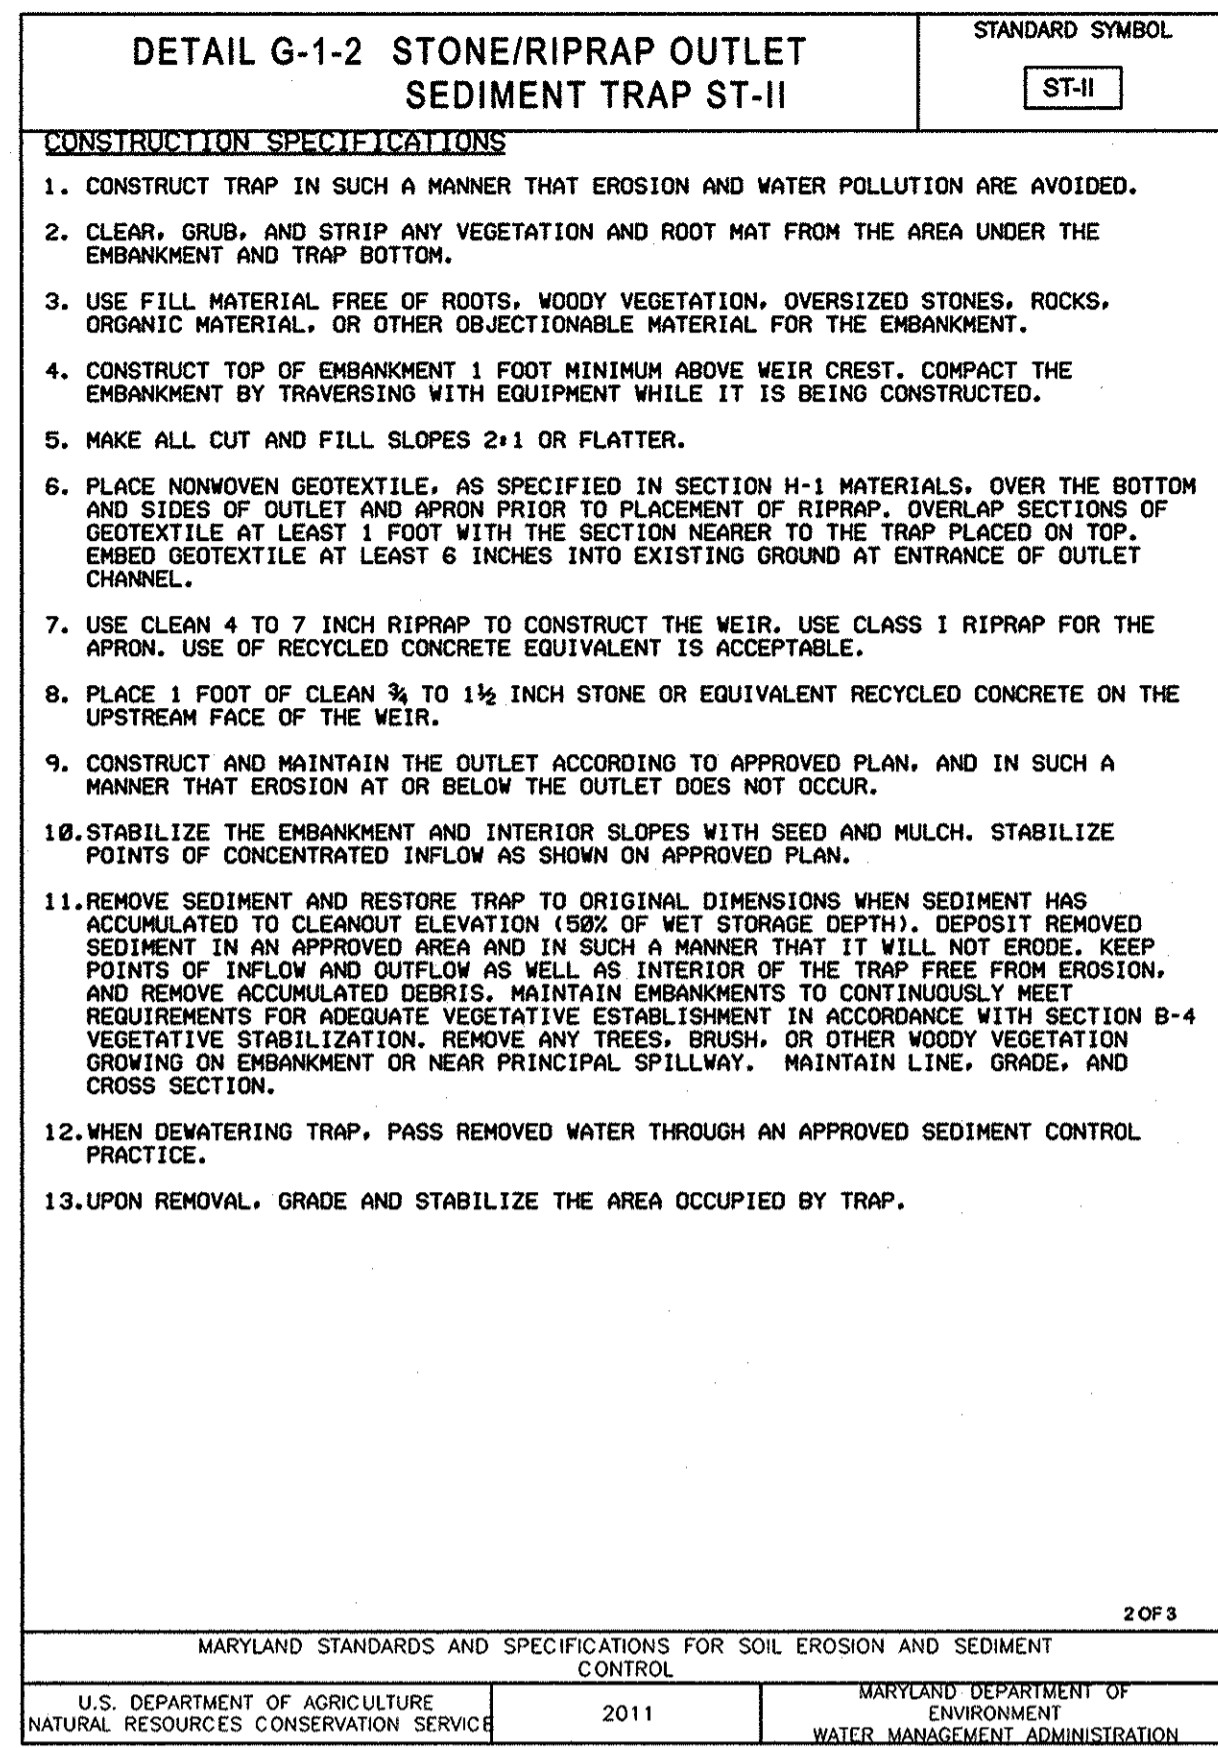 DETAIL G-1-2 STONE/RIPRAP OUTLET
SEDIMENT TRAP ST-II
STANDARD SYMBOL
ST-II
CONSTRUCTION SPECIFICATIONS
1. CONSTRUCT TRAP IN SUCH A MANNER THAT EROSION AND WATER POLLUTION ARE AVOIDED.
2. CLEAR, GRUB, AND STRIP ANY VEGETATION AND ROOT MAT FROM THE AREA UNDER THE
EMBANKMENT AND TRAP BOTTOM.
3. USE FILL MATERIAL FREE OF ROOTS, WOODY VEGETATION, OVERSIZED STONES, ROCKS,
ORGANIC MATERIAL, OR OTHER OBJECTIONABLE MATERIAL FOR THE EMBANKMENT.
4. CONSTRUCT TOP OF EMBANKMENT 1 FOOT MINIMUM ABOVE WEIR CREST. COMPACT THE
EMBANKMENT BY TRAVERSING WITH EQUIPMENT WHILE IT IS BEING CONSTRUCTED.
5. MAKE ALL CUT AND FILL SLOPES 2:1 OR FLATTER.
6. PLACE NONWOVEN GEOTEXTILE, AS SPECIFIED IN SECTION H-1 MATERIALS, OVER THE BOTTOM
AND SIDES OF OUTLET AND APRON PRIOR TO PLACEMENT OF RIPRAP. OVERLAP SECTIONS OF
GEOTEXTILE AT LEAST 1 FOOT WITH THE SECTION NEARER TO THE TRAP PLACED ON TOP.
EMBED GEOTEXTILE AT LEAST 6 INCHES INTO EXISTING GROUND AT ENTRANCE OF OUTLET
CHANNEL.
7. USE CLEAN 4 TO 7 INCH RIPRAP TO CONSTRUCT THE WEIR. USE CLASS I RIPRAP FOR THE
APRON. USE OF RECYCLED CONCRETE EQUIVALENT IS ACCEPTABLE.
8. PLACE 1 FOOT OF CLEAN ¾ TO 1½ INCH STONE OR EQUIVALENT RECYCLED CONCRETE ON THE
UPSTREAM FACE OF THE WEIR.
9. CONSTRUCT AND MAINTAIN THE OUTLET ACCORDING TO APPROVED PLAN, AND IN SUCH A
MANNER THAT EROSION AT OR BELOW THE OUTLET DOES NOT OCCUR.
10.STABILIZE THE EMBANKMENT AND INTERIOR SLOPES WITH SEED AND MULCH. STABILIZE
POINTS OF CONCENTRATED INFLOW AS SHOWN ON APPROVED PLAN.
11.REMOVE SEDIMENT AND RESTORE TRAP TO ORIGINAL DIMENSIONS WHEN SEDIMENT HAS
ACCUMULATED TO CLEANOUT ELEVATION (50% OF WET STORAGE DEPTH). DEPOSIT REMOVED
SEDIMENT IN AN APPROVED AREA AND IN SUCH A MANNER THAT IT WILL NOT ERODE. KEEP
POINTS OF INFLOW AND OUTFLOW AS WELL AS INTERIOR OF THE TRAP FREE FROM EROSION,
AND REMOVE ACCUMULATED DEBRIS. MAINTAIN EMBANKMENTS TO CONTINUOUSLY MEET
REQUIREMENTS FOR ADEQUATE VEGETATIVE ESTABLISHMENT IN ACCORDANCE WITH SECTION B-4
VEGETATIVE STABILIZATION. REMOVE ANY TREES, BRUSH, OR OTHER WOODY VEGETATION
GROWING ON EMBANKMENT OR NEAR PRINCIPAL SPILLWAY. MAINTAIN LINE, GRADE, AND
CROSS SECTION.
12.WHEN DEWATERING TRAP, PASS REMOVED WATER THROUGH AN APPROVED SEDIMENT CONTROL
PRACTICE.
13.UPON REMOVAL, GRADE AND STABILIZE THE AREA OCCUPIED BY TRAP.
2 OF 3
MARYLAND STANDARDS AND SPECIFICATIONS FOR SOIL EROSION AND SEDIMENT
CONTROL
U.S. DEPARTMENT OF AGRICULTURE
NATURAL RESOURCES CONSERVATION SERVICE
2011
MARYLAND DEPARTMENT OF
ENVIRONMENT
WATER MANAGEMENT ADMINISTRATION